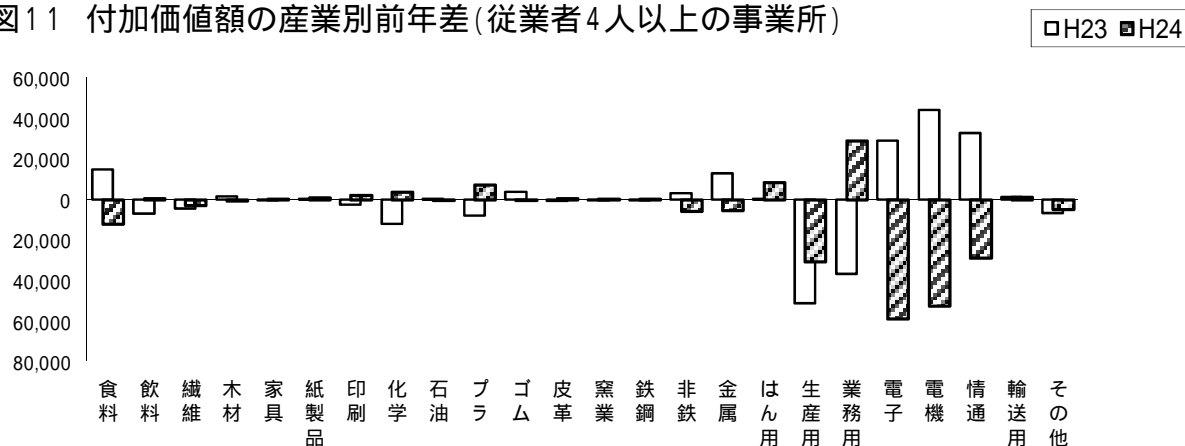 図11 付加価値額の産業別前年差(従業者4人以上の事業所)
H23 H24
60,000
40,000
20,000
0
20,000
40,000
60,000
80,000
食料 飲料 繊維 木材 家具 紙製品 印刷 化学 石油 プラ ゴム 皮革 窯業 鉄鋼 非鉄 金属 はん用 生産用 業務用 電子 電機 情通 輸送用 その他